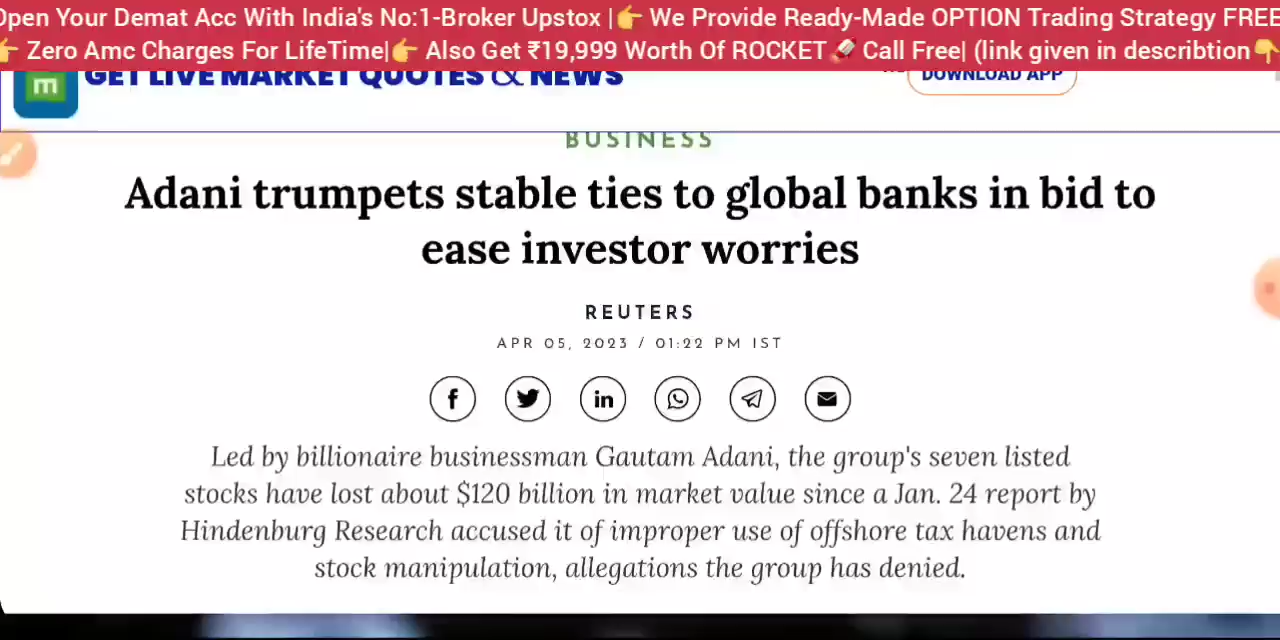 Open Your Demat Acc With India's No:1-Broker Upstox |👉 We Provide Ready-Made OPTION Trading Strategy FREE
👉 Zero Amc Charges For LifeTime|👉 Also Get ₹19,999 Worth Of ROCKET🚀 Call Free| (link given in describtion👇
m GET LIVE MARKET QUOTES & NEWS
DOWNLOAD APP
BUSINESS
Adani trumpets stable ties to global banks in bid to
ease investor worries
REUTERS
APR 05, 2023 / 01:22 PM IST
Led by billionaire businessman Gautam Adani, the group's seven listed
stocks have lost about $120 billion in market value since a Jan. 24 report by
Hindenburg Research accused it of improper use of offshore tax havens and
stock manipulation, allegations the group has denied.